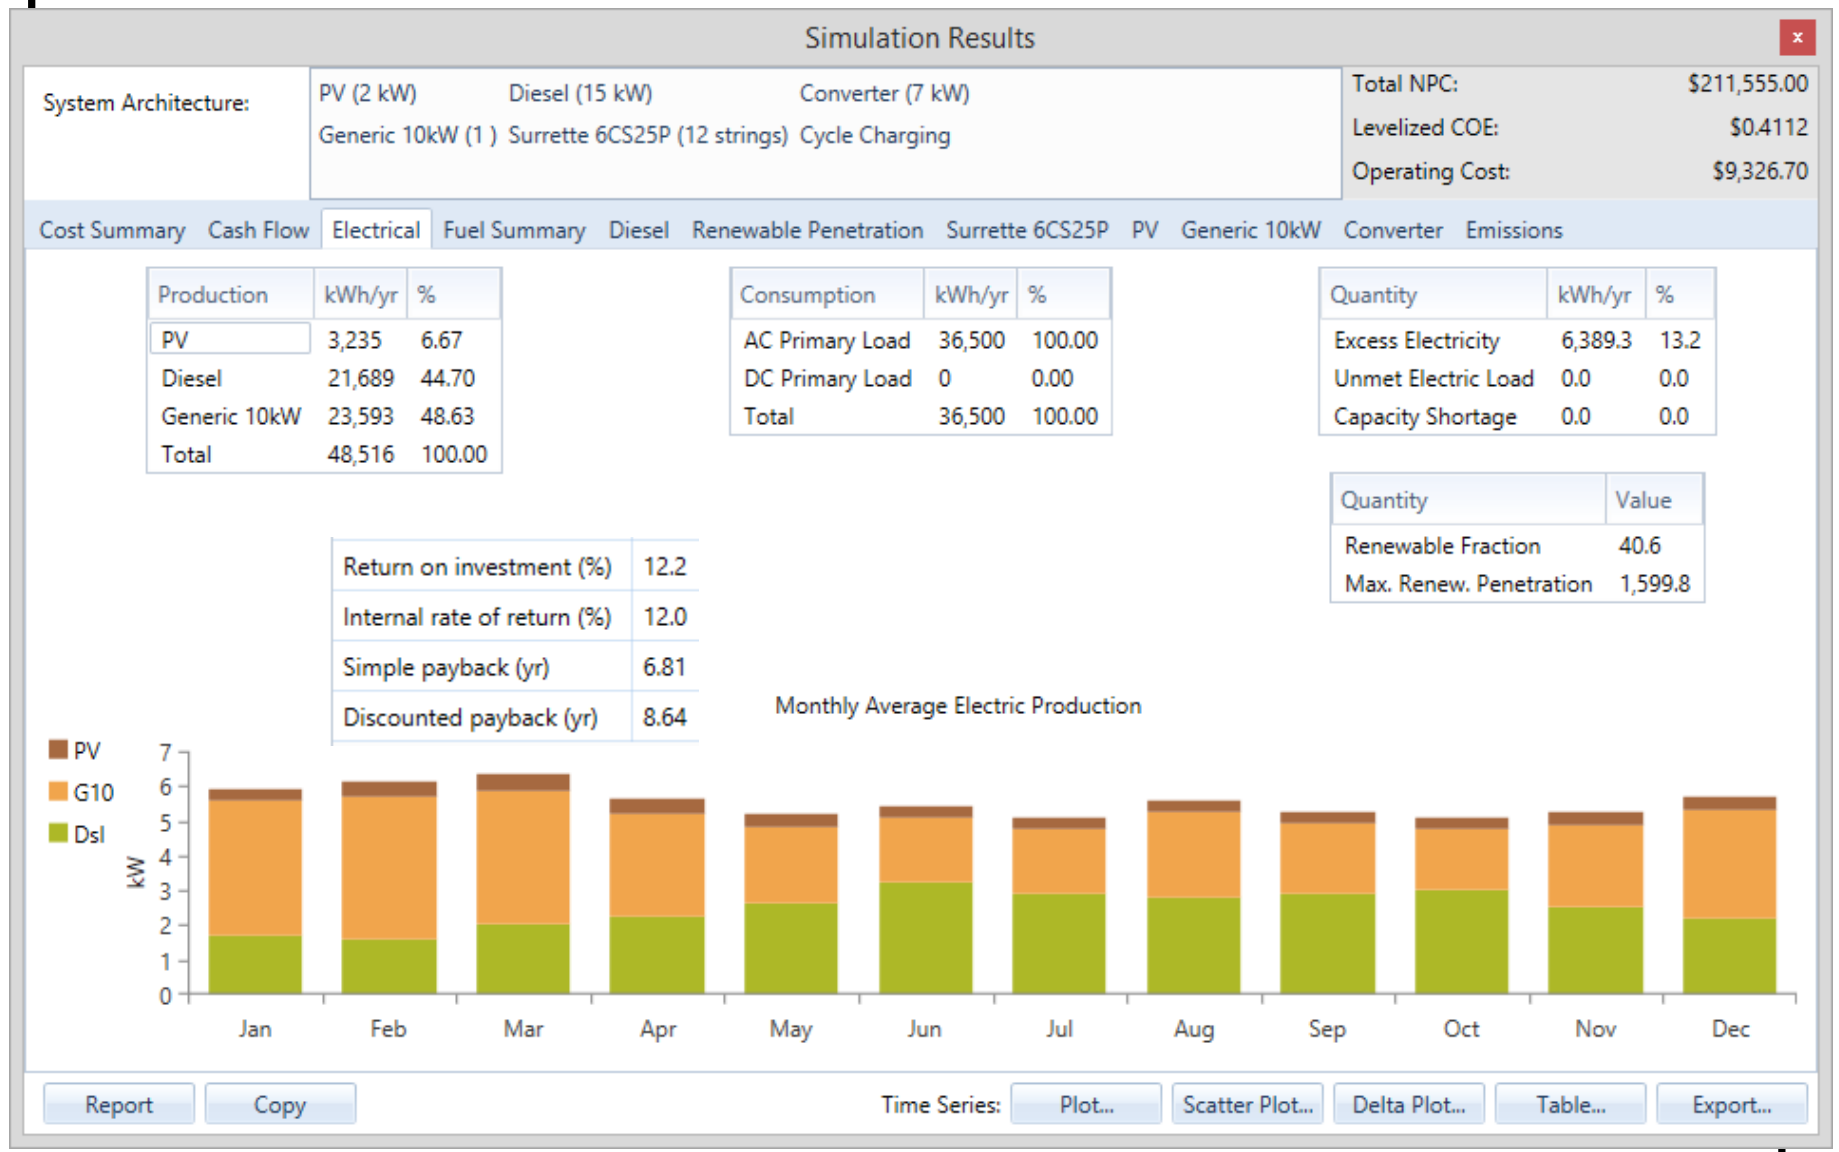 Simulation Results
x
System Architecture:
PV (2 kW) Diesel (15 kW) Converter (7 kW)
Generic 10kW (1 ) Surrette 6CS25P (12 strings) Cycle Charging
Total NPC: $211,555.00
Levelized COE: $0.4112
Operating Cost: $9,326.70
Cost Summary Cash Flow Electrical Fuel Summary Diesel Renewable Penetration Surrette 6CS25P PV Generic 10kW Converter Emissions
Production kWh/yr %
PV 3,235 6.67
Diesel 21,689 44.70
Generic 10kW 23,593 48.63
Total 48,516 100.00
Consumption kWh/yr %
AC Primary Load 36,500 100.00
DC Primary Load 0 0.00
Total 36,500 100.00
Quantity kWh/yr %
Excess Electricity 6,389.3 13.2
Unmet Electric Load 0.0 0.0
Capacity Shortage 0.0 0.0
Quantity Value
Renewable Fraction 40.6
Max. Renew. Penetration 1,599.8
Return on investment (%) 12.2
Internal rate of return (%) 12.0
Simple payback (yr) 6.81
Discounted payback (yr) 8.64
Monthly Average Electric Production
PV
G10
Dsl
kW
7
6
5
4
3
2
1
0
Jan Feb Mar Apr May Jun Jul Aug Sep Oct Nov Dec
Report Copy Time Series: Plot... Scatter Plot... Delta Plot... Table... Export...